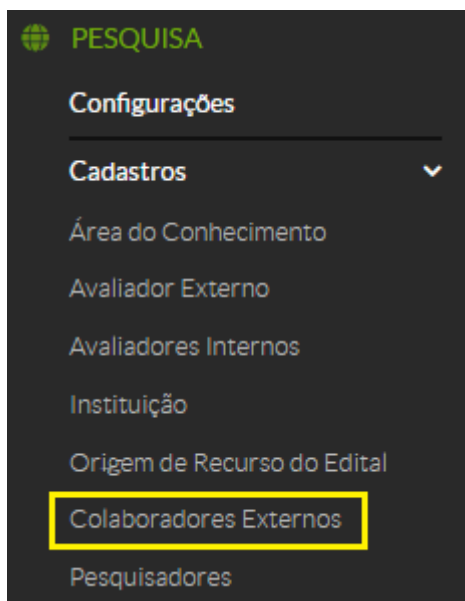 PESQUISA
Configurações
Cadastros
Área do Conhecimento
Avaliador Externo
Avaliadores Internos
Instituição
Origem de Recurso do Edital
Colaboradores Externos
Pesquisadores